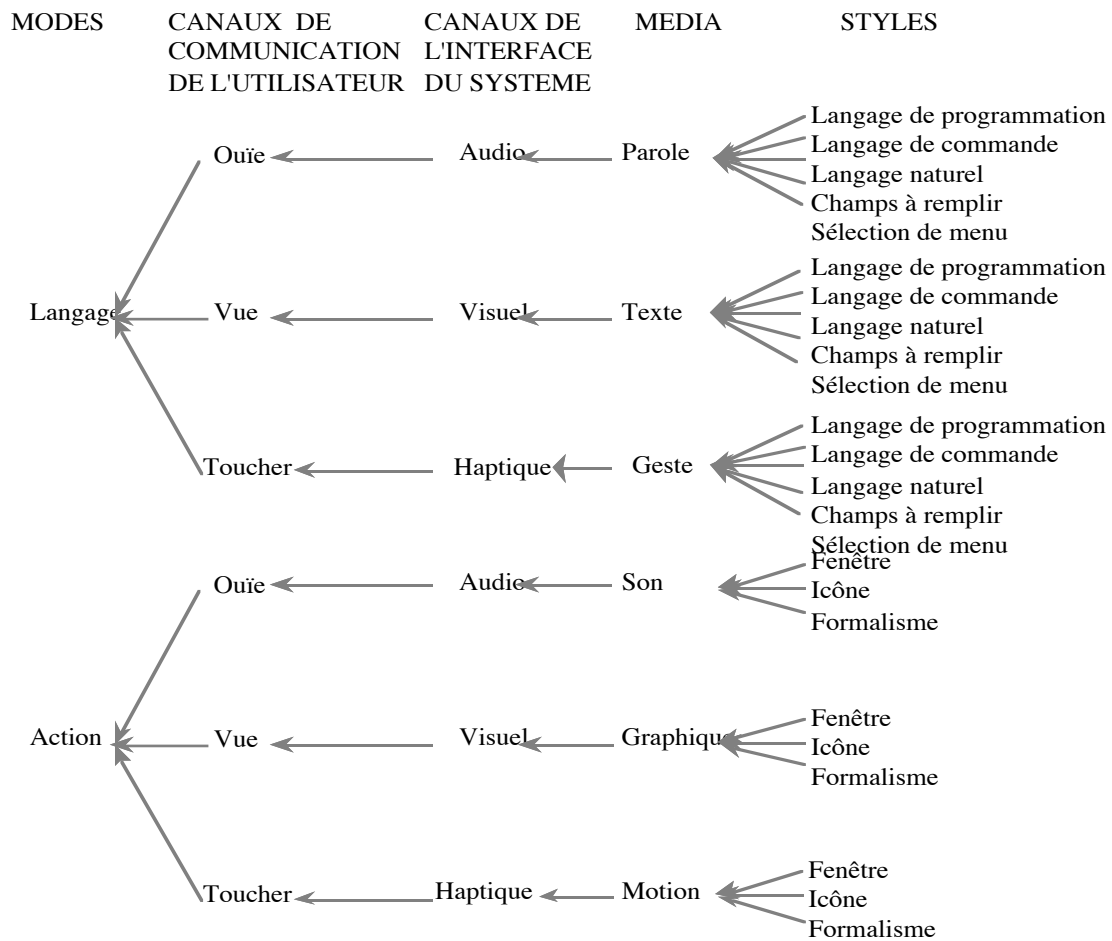 MODES
CANAUX DE
COMMUNICATION
DE L'UTILISATEUR
CANAUX DE
L'INTERFACE
DU SYSTEME
MEDIA
STYLES
Langage
Ouïe
Audio
Parole
Langage de programmation
Langage de commande
Langage naturel
Champs à remplir
Sélection de menu
Vue
Visuel
Texte
Langage de programmation
Langage de commande
Langage naturel
Champs à remplir
Sélection de menu
Toucher
Haptique
Geste
Langage de programmation
Langage de commande
Langage naturel
Champs à remplir
Sélection de menu
Action
Ouïe
Audio
Son
Fenêtre
Icône
Formalisme
Vue
Visuel
Graphique
Fenêtre
Icône
Formalisme
Toucher
Haptique
Motion
Fenêtre
Icône
Formalisme